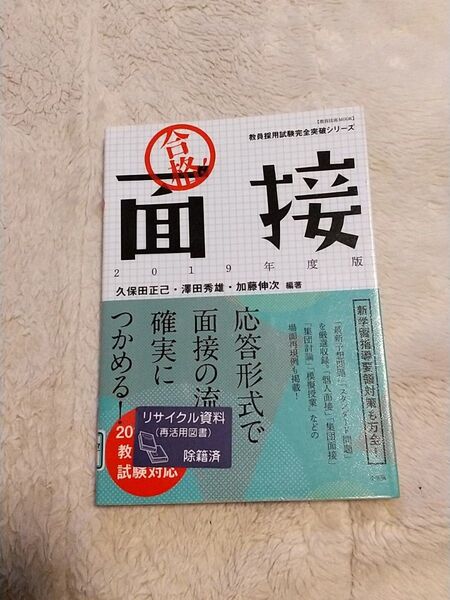 【教育技術MOOK】
教員採用試験完全突破シリーズ
合格!
面接
2019年度版
久保田正己・澤田秀雄・加藤伸次 編著
応答形式で
面接の流
確実に
つかめる!
新学習指導要領対策も万全!
「最新予想問題」「スタンダード問題」
を厳選収録。「個人面接」「集団面接」
「集団討論」「模擬授業」などの
場面再現例も掲載!
20
教
試験対応
リサイクル資料
(再活用図書)
除籍済
小学館